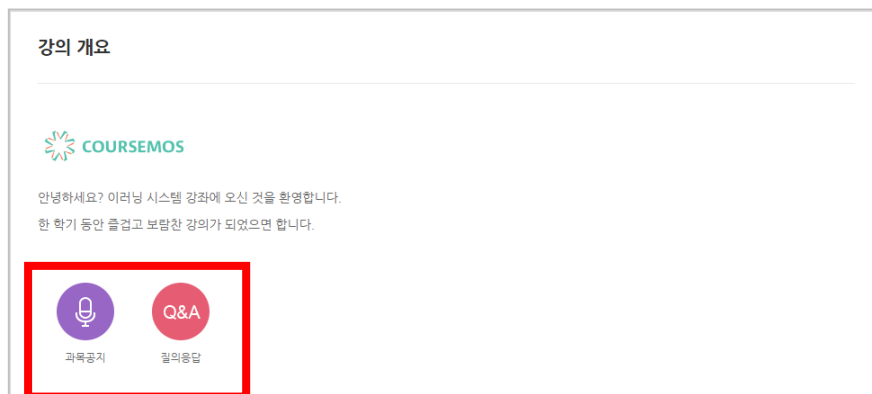 강의 개요
COURSEMOS
안녕하세요? 이러닝 시스템 강좌에 오신 것을 환영합니다.
한 학기 동안 즐겁고 보람찬 강의가 되었으면 합니다.
Q&A
과목공지 질의응답